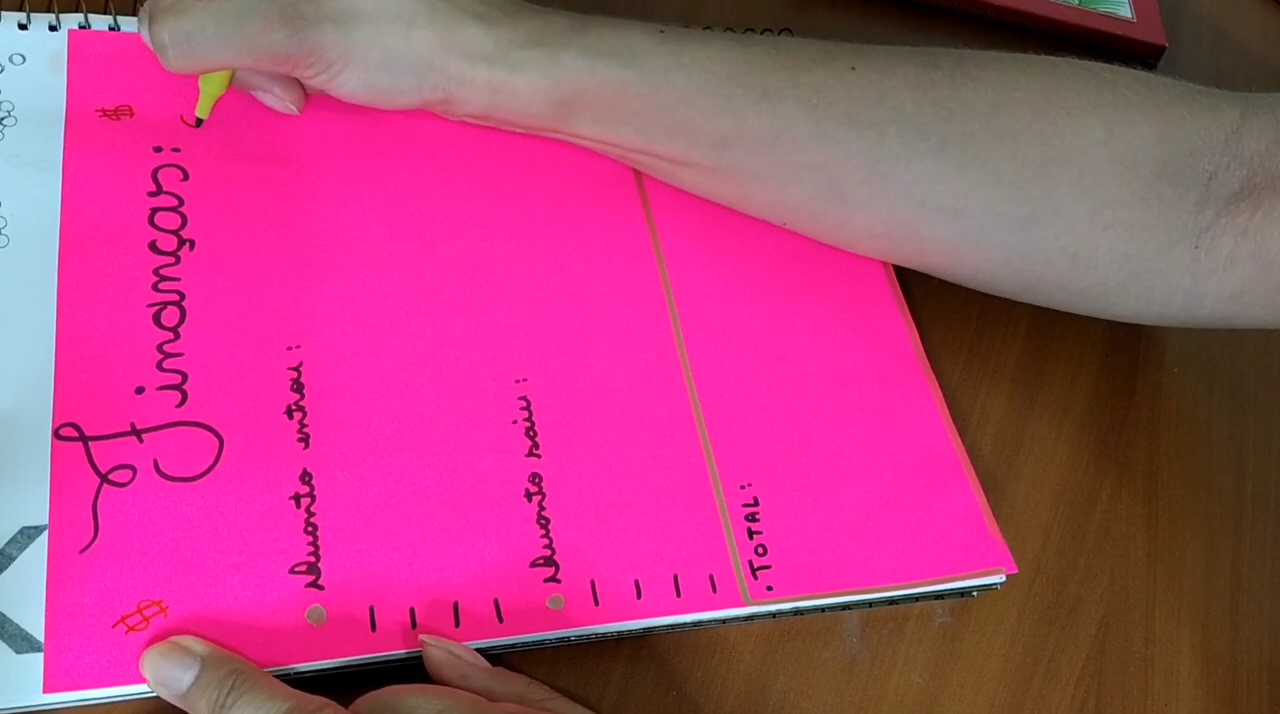 $ $
Finanças:
Quanto entrou:
-
-
-
-
Quanto saiu:
-
-
-
-
.TOTAL: